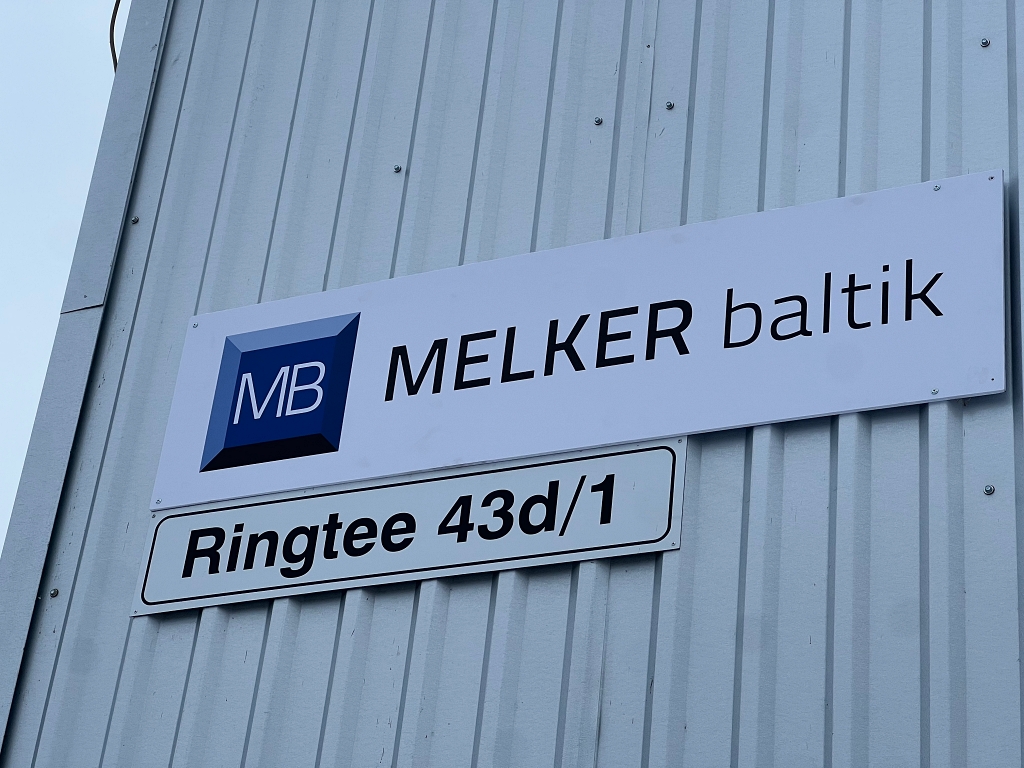 MB
MELKER baltik
Ringtee 43d/1